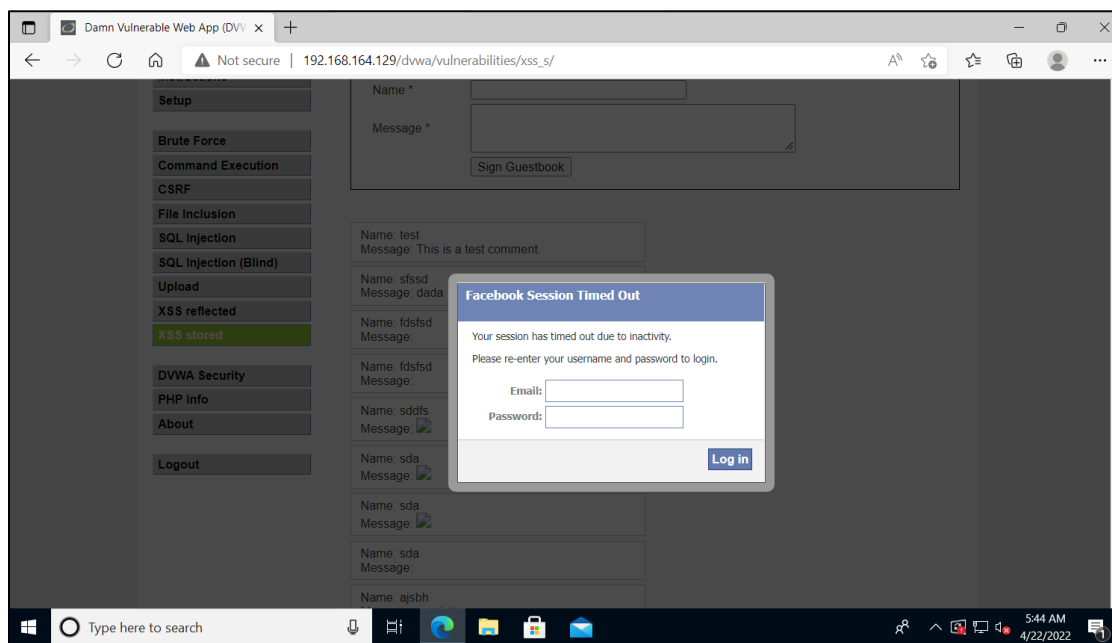 Damn Vulnerable Web App (DVW
Not secure | 192.168.164.129/dvwa/vulnerabilities/xss_s/
Instructions
Setup
Brute Force
Command Execution
CSRF
File Inclusion
SQL Injection
SQL Injection (Blind)
Upload
XSS reflected
XSS stored
DVWA Security
PHP Info
About
Logout
Name *
Message *
Sign Guestbook
Name: test
Message: This is a test comment.
Name: sfssd
Message: dada
Name: fdsfsd
Message:
Name: fdsfsd
Message:
Name: sddfs
Message:
Name: sda
Message:
Name: sda
Message:
Name: sda
Message:
Name: ajsbh
Facebook Session Timed Out
Your session has timed out due to inactivity.
Please re-enter your username and password to login.
Email:
Password:
Log in
Type here to search
5:44 AM
4/22/2022
1